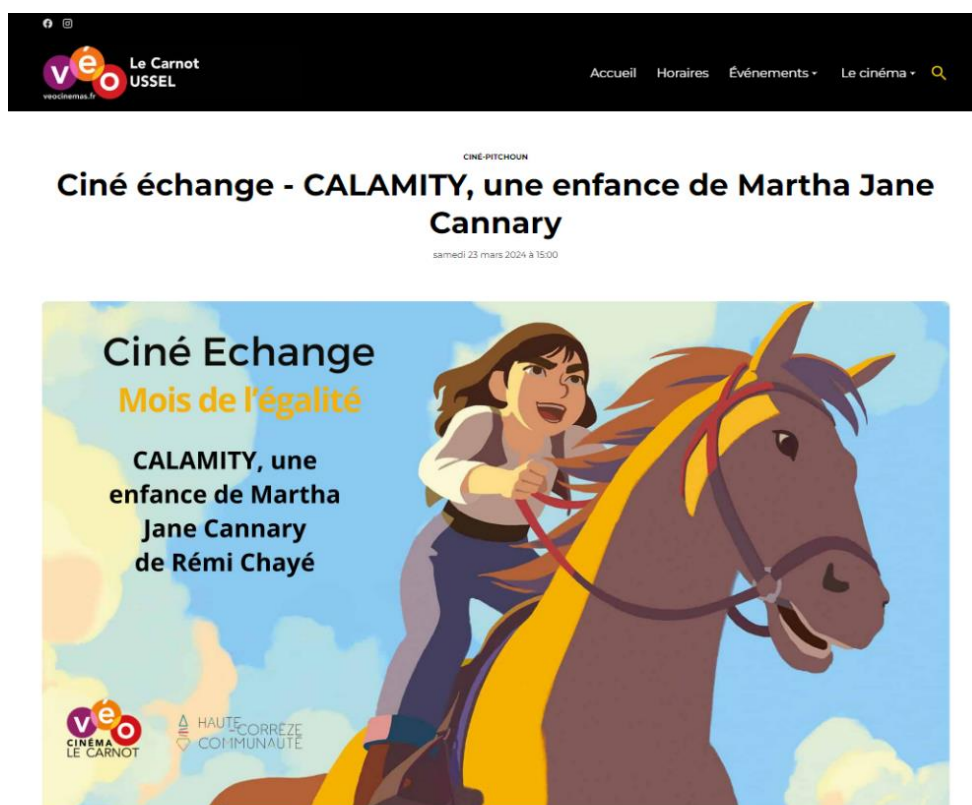 véo
veocinemas.fr
Le Carnot
USSEL
Accueil Horaires Événements Le cinéma
CINÉ-PITCHOUN
Ciné échange - CALAMITY, une enfance de Martha Jane
Cannary
samedi 23 mars 2024 à 15:00
Ciné Echange
Mois de l'égalité
CALAMITY, une
enfance de Martha
Jane Cannary
de Rémi Chayé
véo
CINÉMA
LE CARNOT
HAUTE
-CORRÈZE
COMMUNAUTÉ